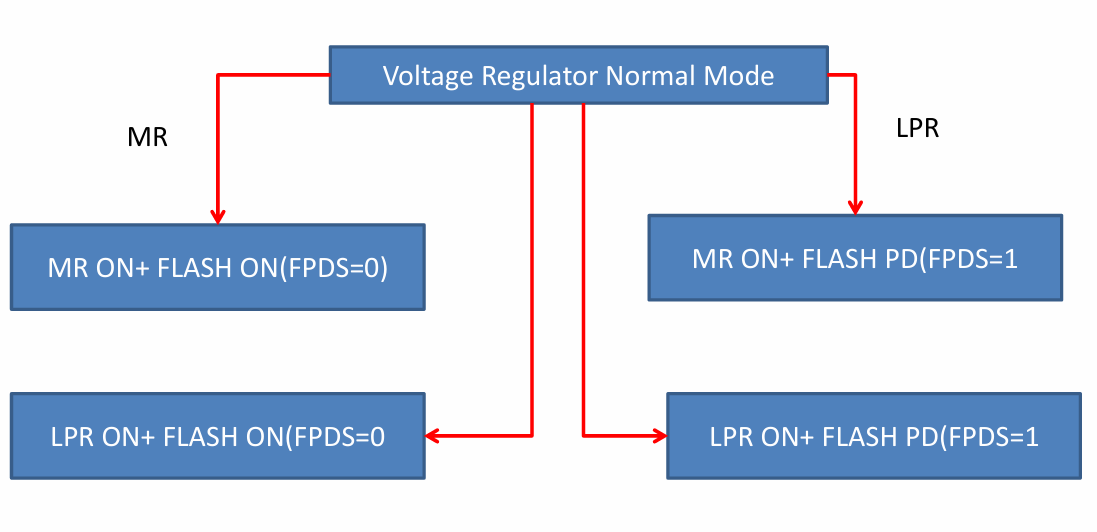 Voltage Regulator Normal Mode
MR
LPR
MR ON+ FLASH ON(FPDS=0)
MR ON+ FLASH PD(FPDS=1
LPR ON+ FLASH ON(FPDS=0
LPR ON+ FLASH PD(FPDS=1